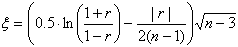 ξ = ( 0.5 · ln( (1 + r) / (1 − r) ) − | r | / (2(n − 1)) ) √(n − 3)